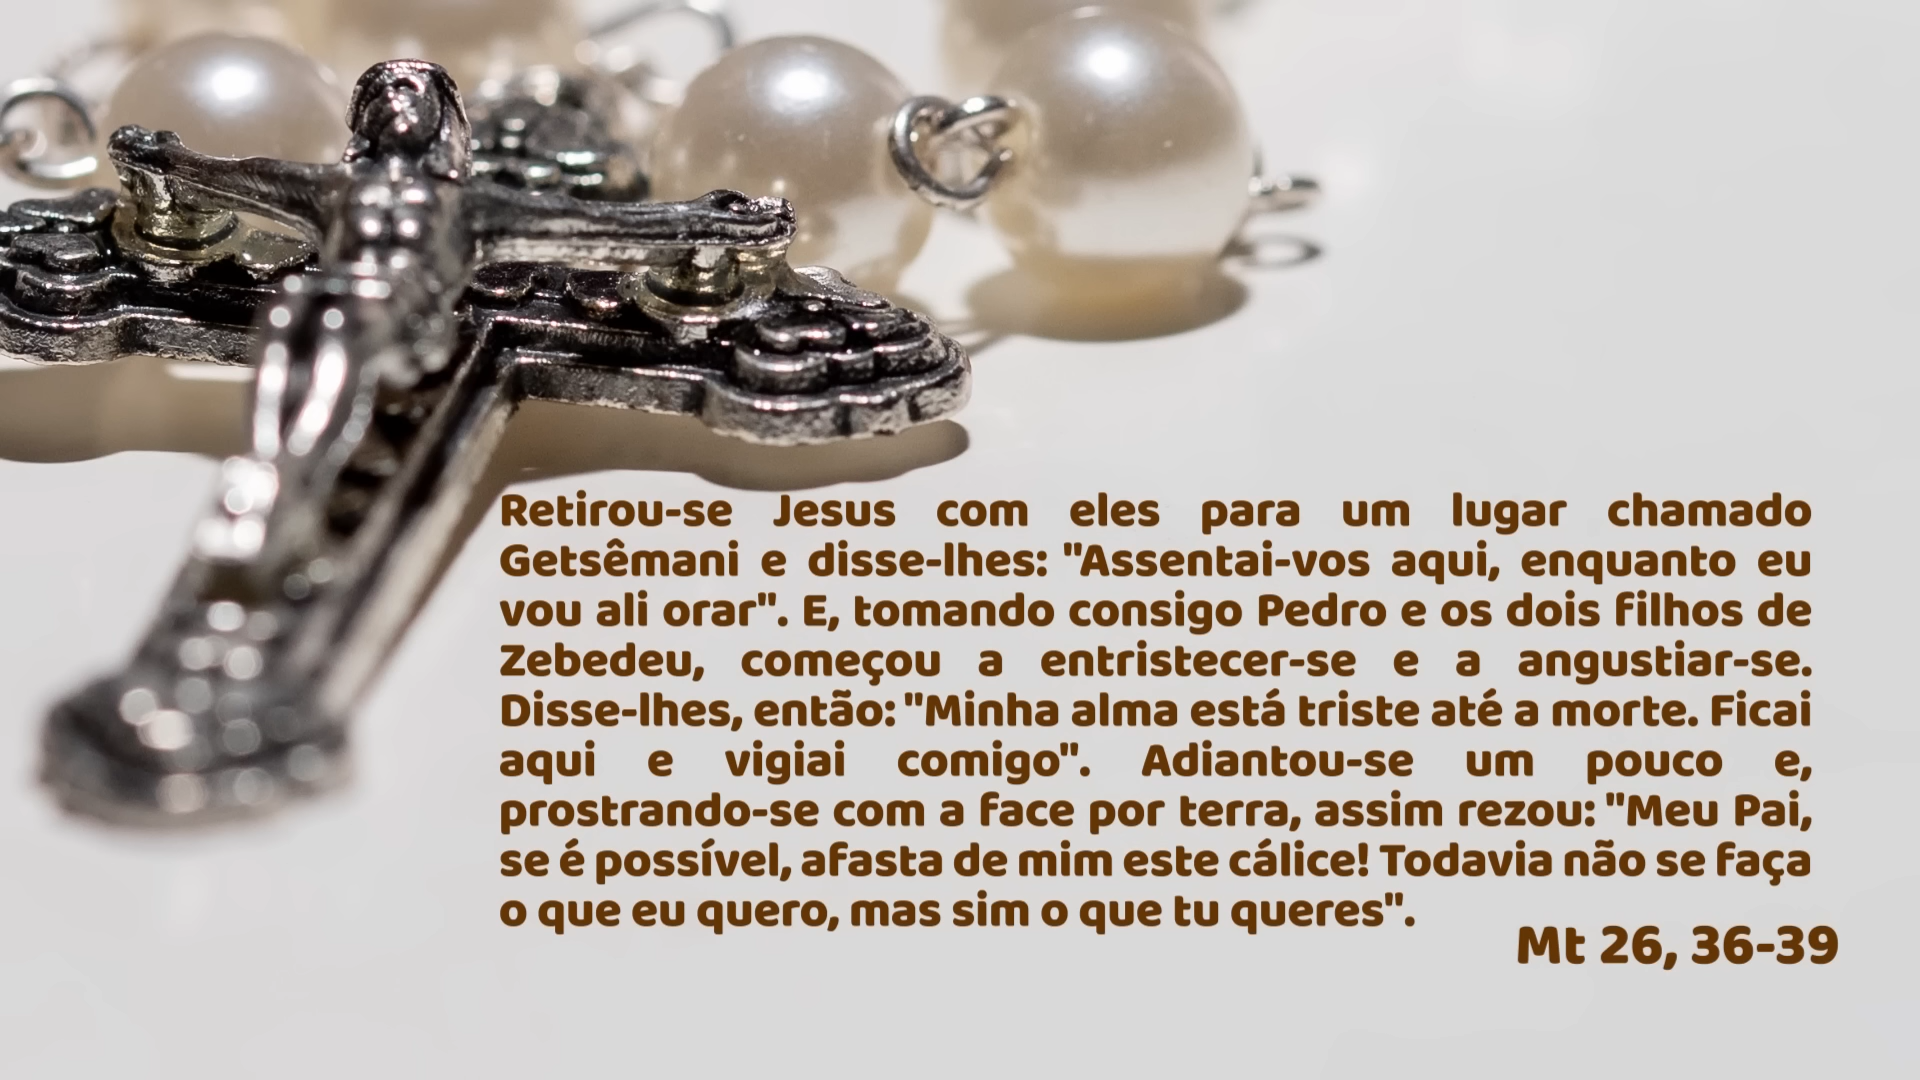 Retirou-se Jesus com eles para um lugar chamado
Getsêmani e disse-lhes: "Assentai-vos aqui, enquanto eu
vou ali orar". E, tomando consigo Pedro e os dois filhos de
Zebedeu, começou a entristecer-se e a angustiar-se.
Disse-lhes, então: "Minha alma está triste até a morte. Ficai
aqui e vigiai comigo". Adiantou-se um pouco e,
prostrando-se com a face por terra, assim rezou: "Meu Pai,
se é possível, afasta de mim este cálice! Todavia não se faça
o que eu quero, mas sim o que tu queres".
Mt 26, 36-39